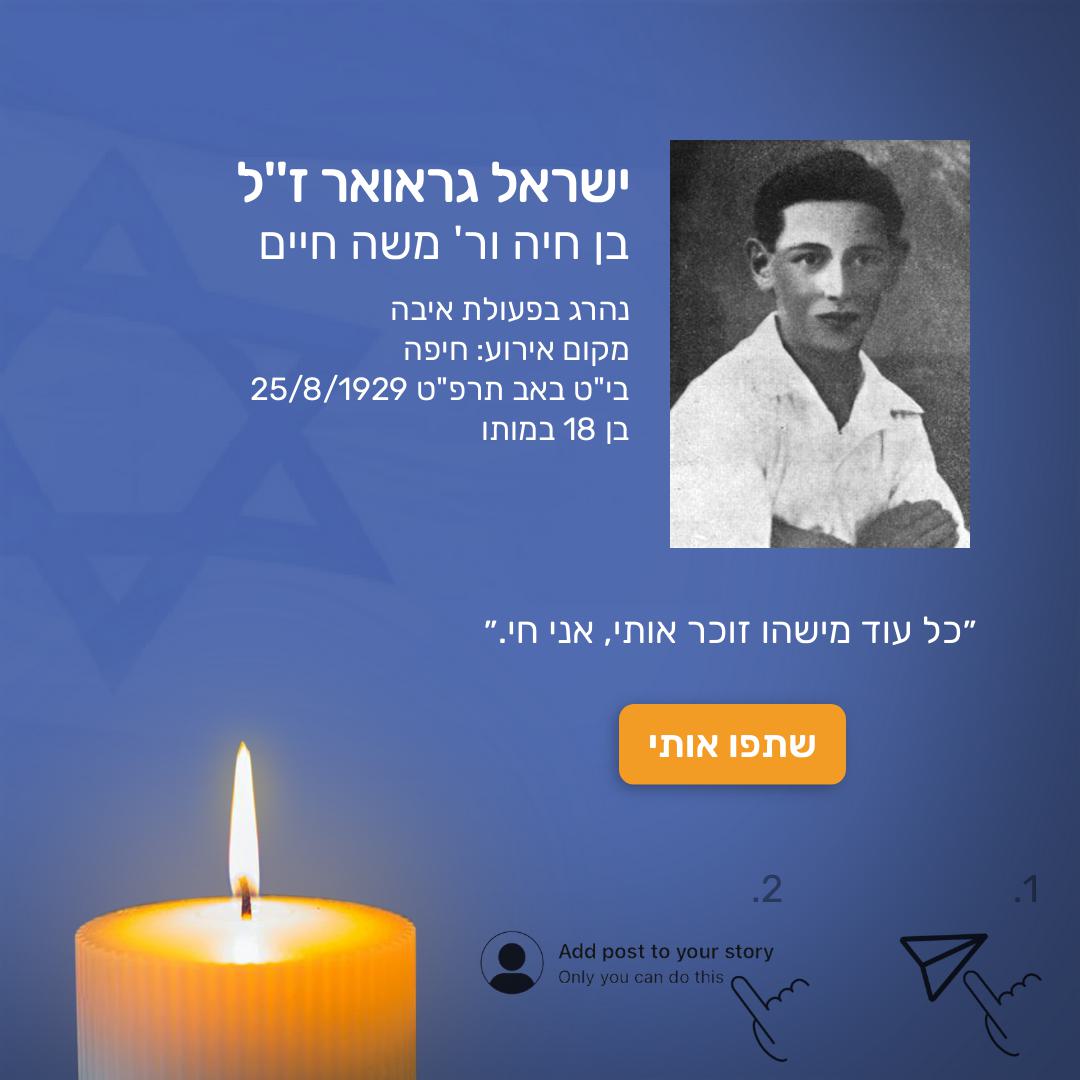 ישראל גראואר ז"ל
בן חיה ור' משה חיים
נהרג בפעולת איבה
מקום אירוע: חיפה
בי"ט באב תרפ"ט 25/8/1929
בן 18 במותו
״כל עוד מישהו זוכר אותי, אני חי.״
שתפו אותי
.1
.2
Add post to your story
Only you can do this